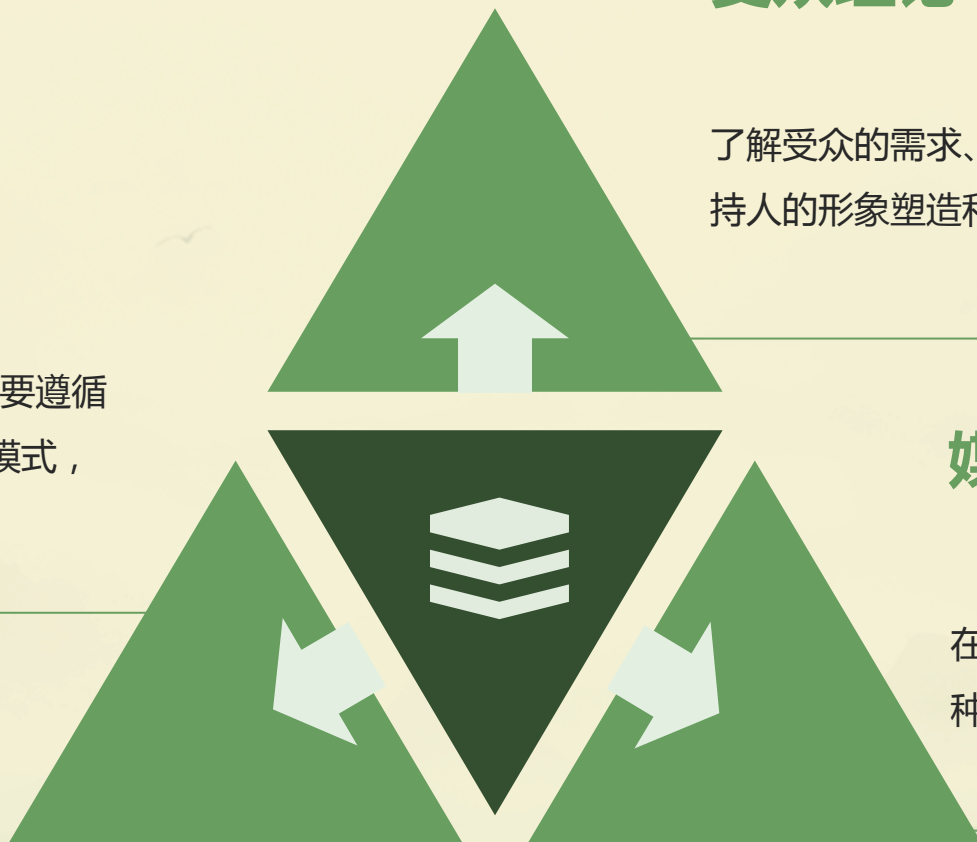 了解受众的需求、
持人的形象塑造和
要遵循
模式，
在
种